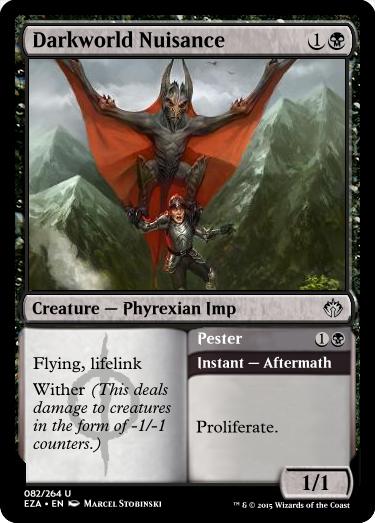 Darkworld Nuisance 1
Creature — Phyrexian Imp
Flying, lifelink
Wither (This deals
damage to creatures
in the form of -1/-1
counters.)
Pester 1
Instant — Aftermath
Proliferate.
1/1
082/264 U
EZA • EN MARCEL STOBINSKI
™ & © 2015 Wizards of the Coast